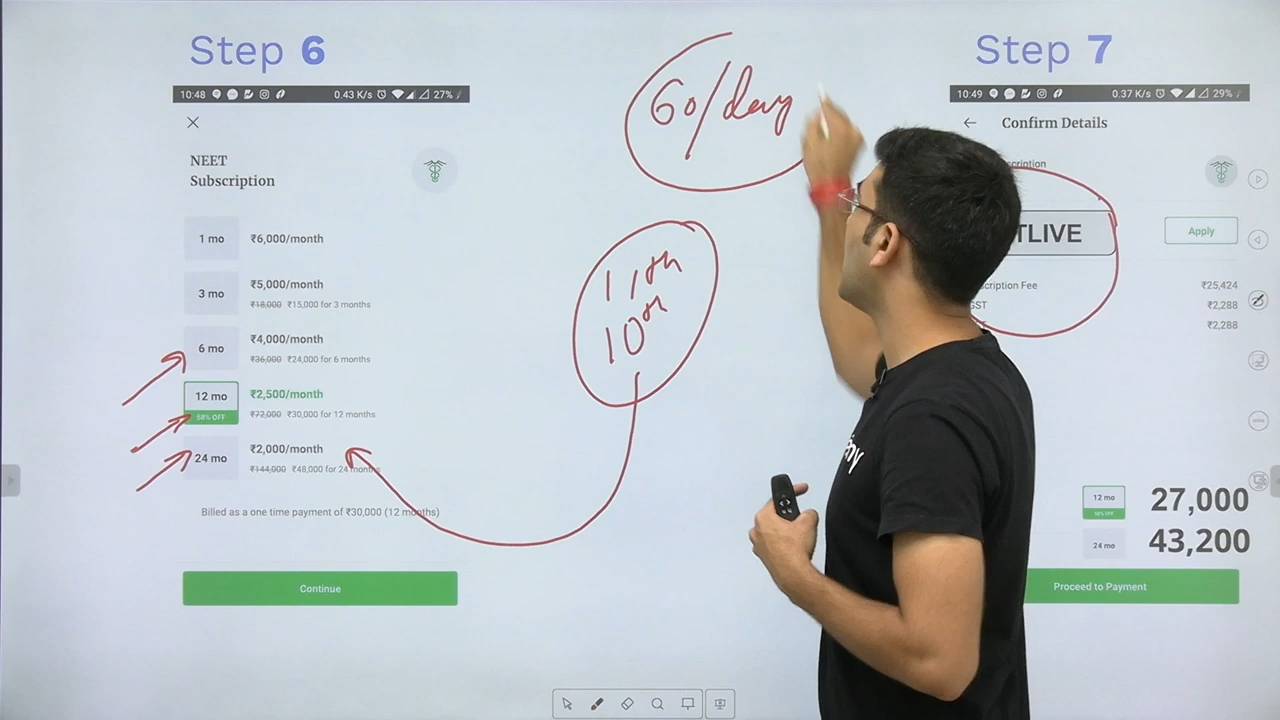 Step 6
10:48
0.43 K/s
27%
NEET
Subscription
1 mo ₹6,000/month
3 mo ₹5,000/month
₹18,000 ₹15,000 for 3 months
6 mo ₹4,000/month
₹36,000 ₹24,000 for 6 months
12 mo ₹2,500/month
58% OFF ₹72,000 ₹30,000 for 12 months
24 mo ₹2,000/month
₹144,000 ₹48,000 for 24 months
Billed as a one time payment of ₹30,000 (12 months)
Continue
60/day
11th
10th
Step 7
10:49
0.37 K/s
29%
Confirm Details
TLIVE
Apply
₹25,424
GST ₹2,288
₹2,288
12 mo 27,000
58% OFF
24 mo 43,200
Proceed to Payment